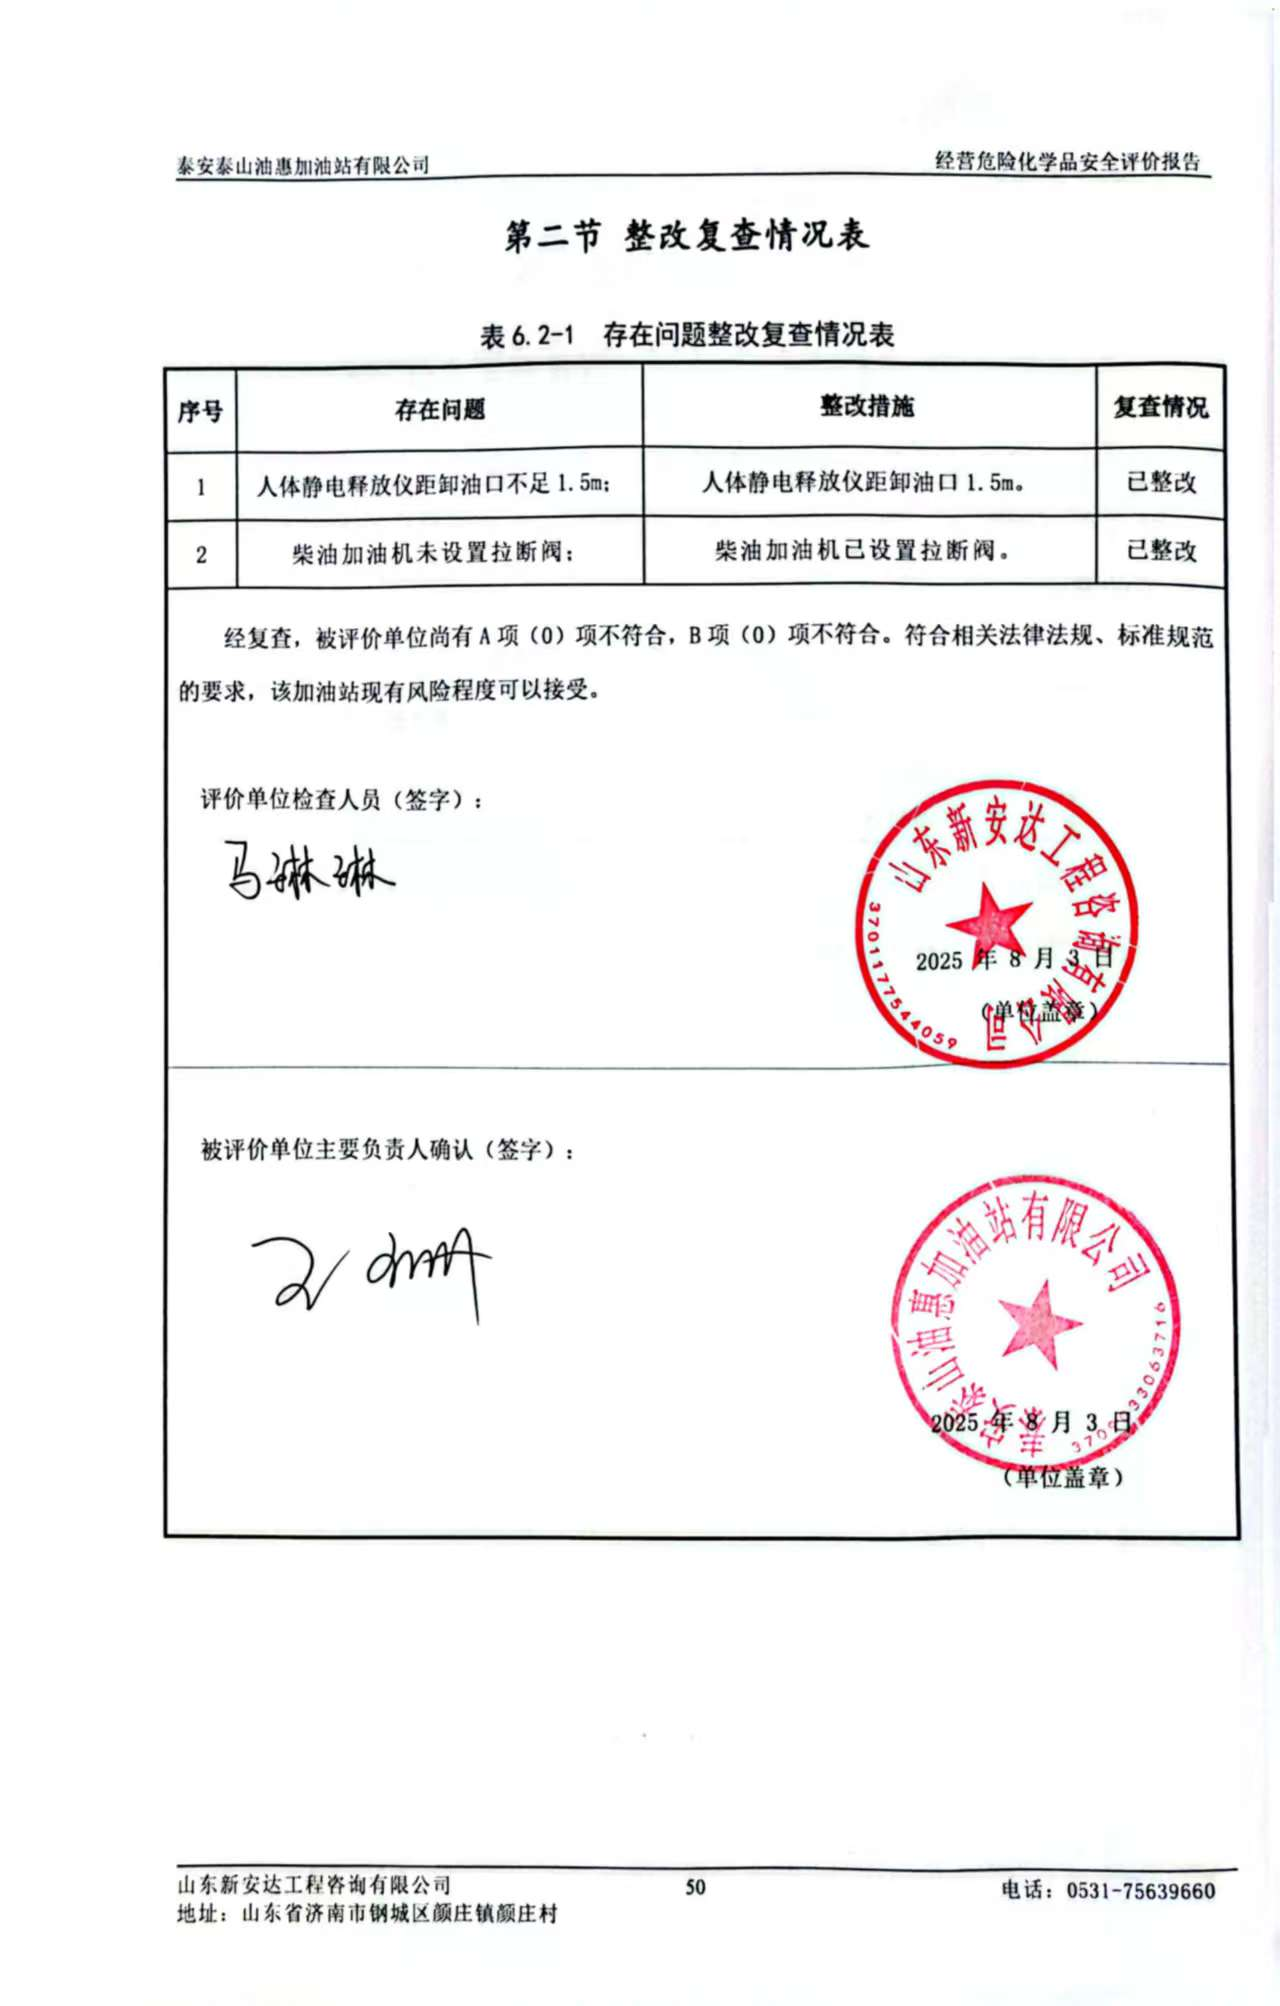 泰安泰山油惠加油站有限公司 经营危险化学品安全评价报告
第二节 整改复查情况表
表 6.2-1 存在问题整改复查情况表
序号 存在问题 整改措施 复查情况
1 人体静电释放仪距卸油口不足 1.5m； 人体静电释放仪距卸油口 1.5m。 已整改
2 柴油加油机未设置拉断阀； 柴油加油机已设置拉断阀。 已整改
经复查，被评价单位尚有 A 项（0）项不符合，B 项（0）项不符合。符合相关法律法规、标准规范
的要求，该加油站现有风险程度可以接受。
评价单位检查人员（签字）：
马琳琳
山东新安达工程咨询有限公司
3701177544059
2025 年 8 月 3 日
（单位盖章）
被评价单位主要负责人确认（签字）：
泰安泰山油惠加油站有限公司
2025 年 8 月 3 日
（单位盖章）
山东新安达工程咨询有限公司 50 电话：0531-75639660
地址：山东省济南市钢城区颜庄镇颜庄村